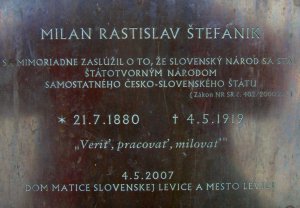 MILAN RASTISLAV ŠTEFÁNIK
SA MIMORIADNE ZASLÚŽIL O TO, ŽE SLOVENSKÝ NÁROD SA STAL
ŠTÁTOTVORNÝM NÁRODOM
SAMOSTATNÉHO ČESKO-SLOVENSKÉHO ŠTÁTU
( Zákon NR SR č.
* 21.7.1880 † 4.5.1919
„Veriť, pracovať, milovať“
4.5.2007
DOM MATICE SLOVENSKEJ LEVICE A MESTO LEVICE